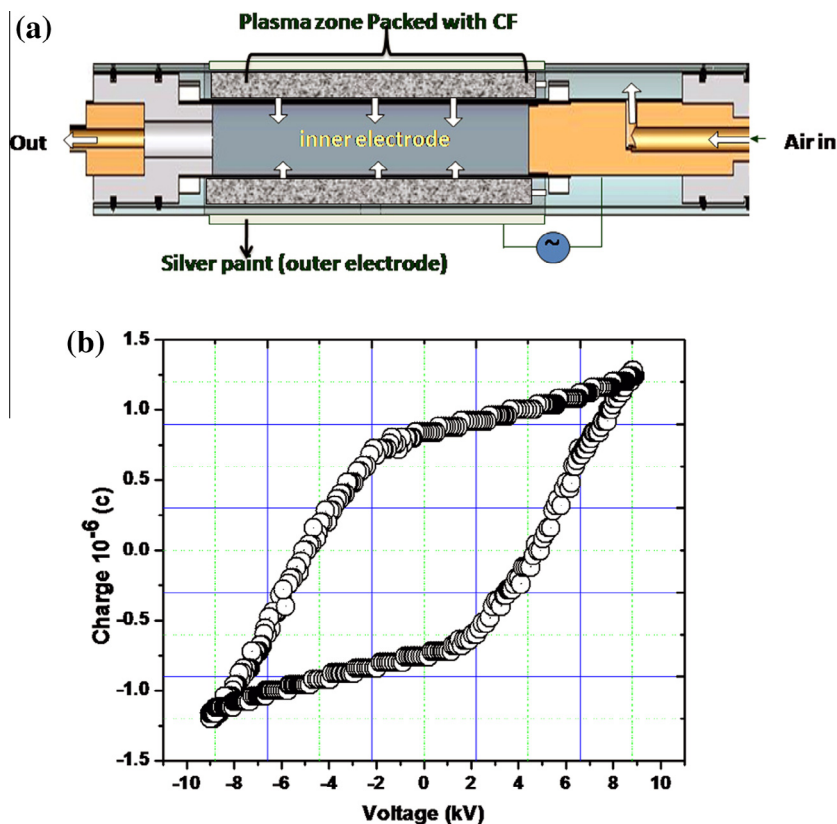 (a)
Plasma zone Packed with CF
Out
inner electrode
Air in
~
Silver paint (outer electrode)
(b)
Charge 10⁻⁶ (c)
1.5
1.0
0.5
0.0
-0.5
-1.0
-1.5
-10 -8 -6 -4 -2 0 2 4 6 8 10
Voltage (kV)